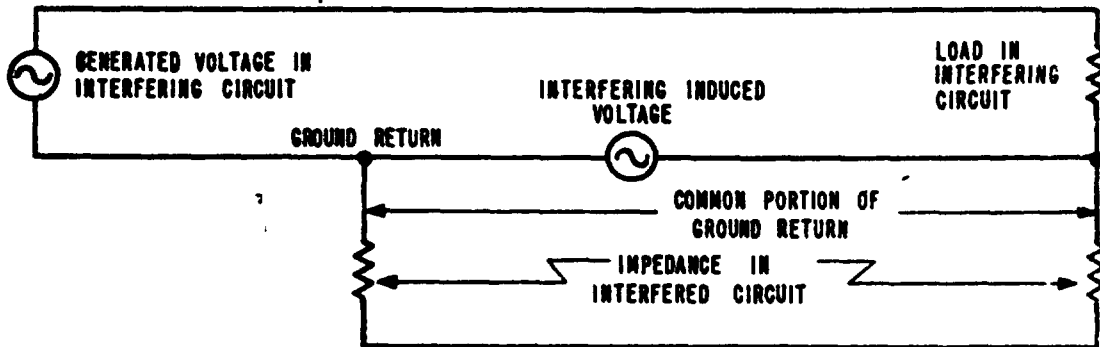 GENERATED VOLTAGE IN
INTERFERING CIRCUIT
LOAD IN
INTERFERING
CIRCUIT
INTERFERING INDUCED
VOLTAGE
GROUND RETURN
COMMON PORTION OF
GROUND RETURN
IMPEDANCE IN
INTERFERED CIRCUIT